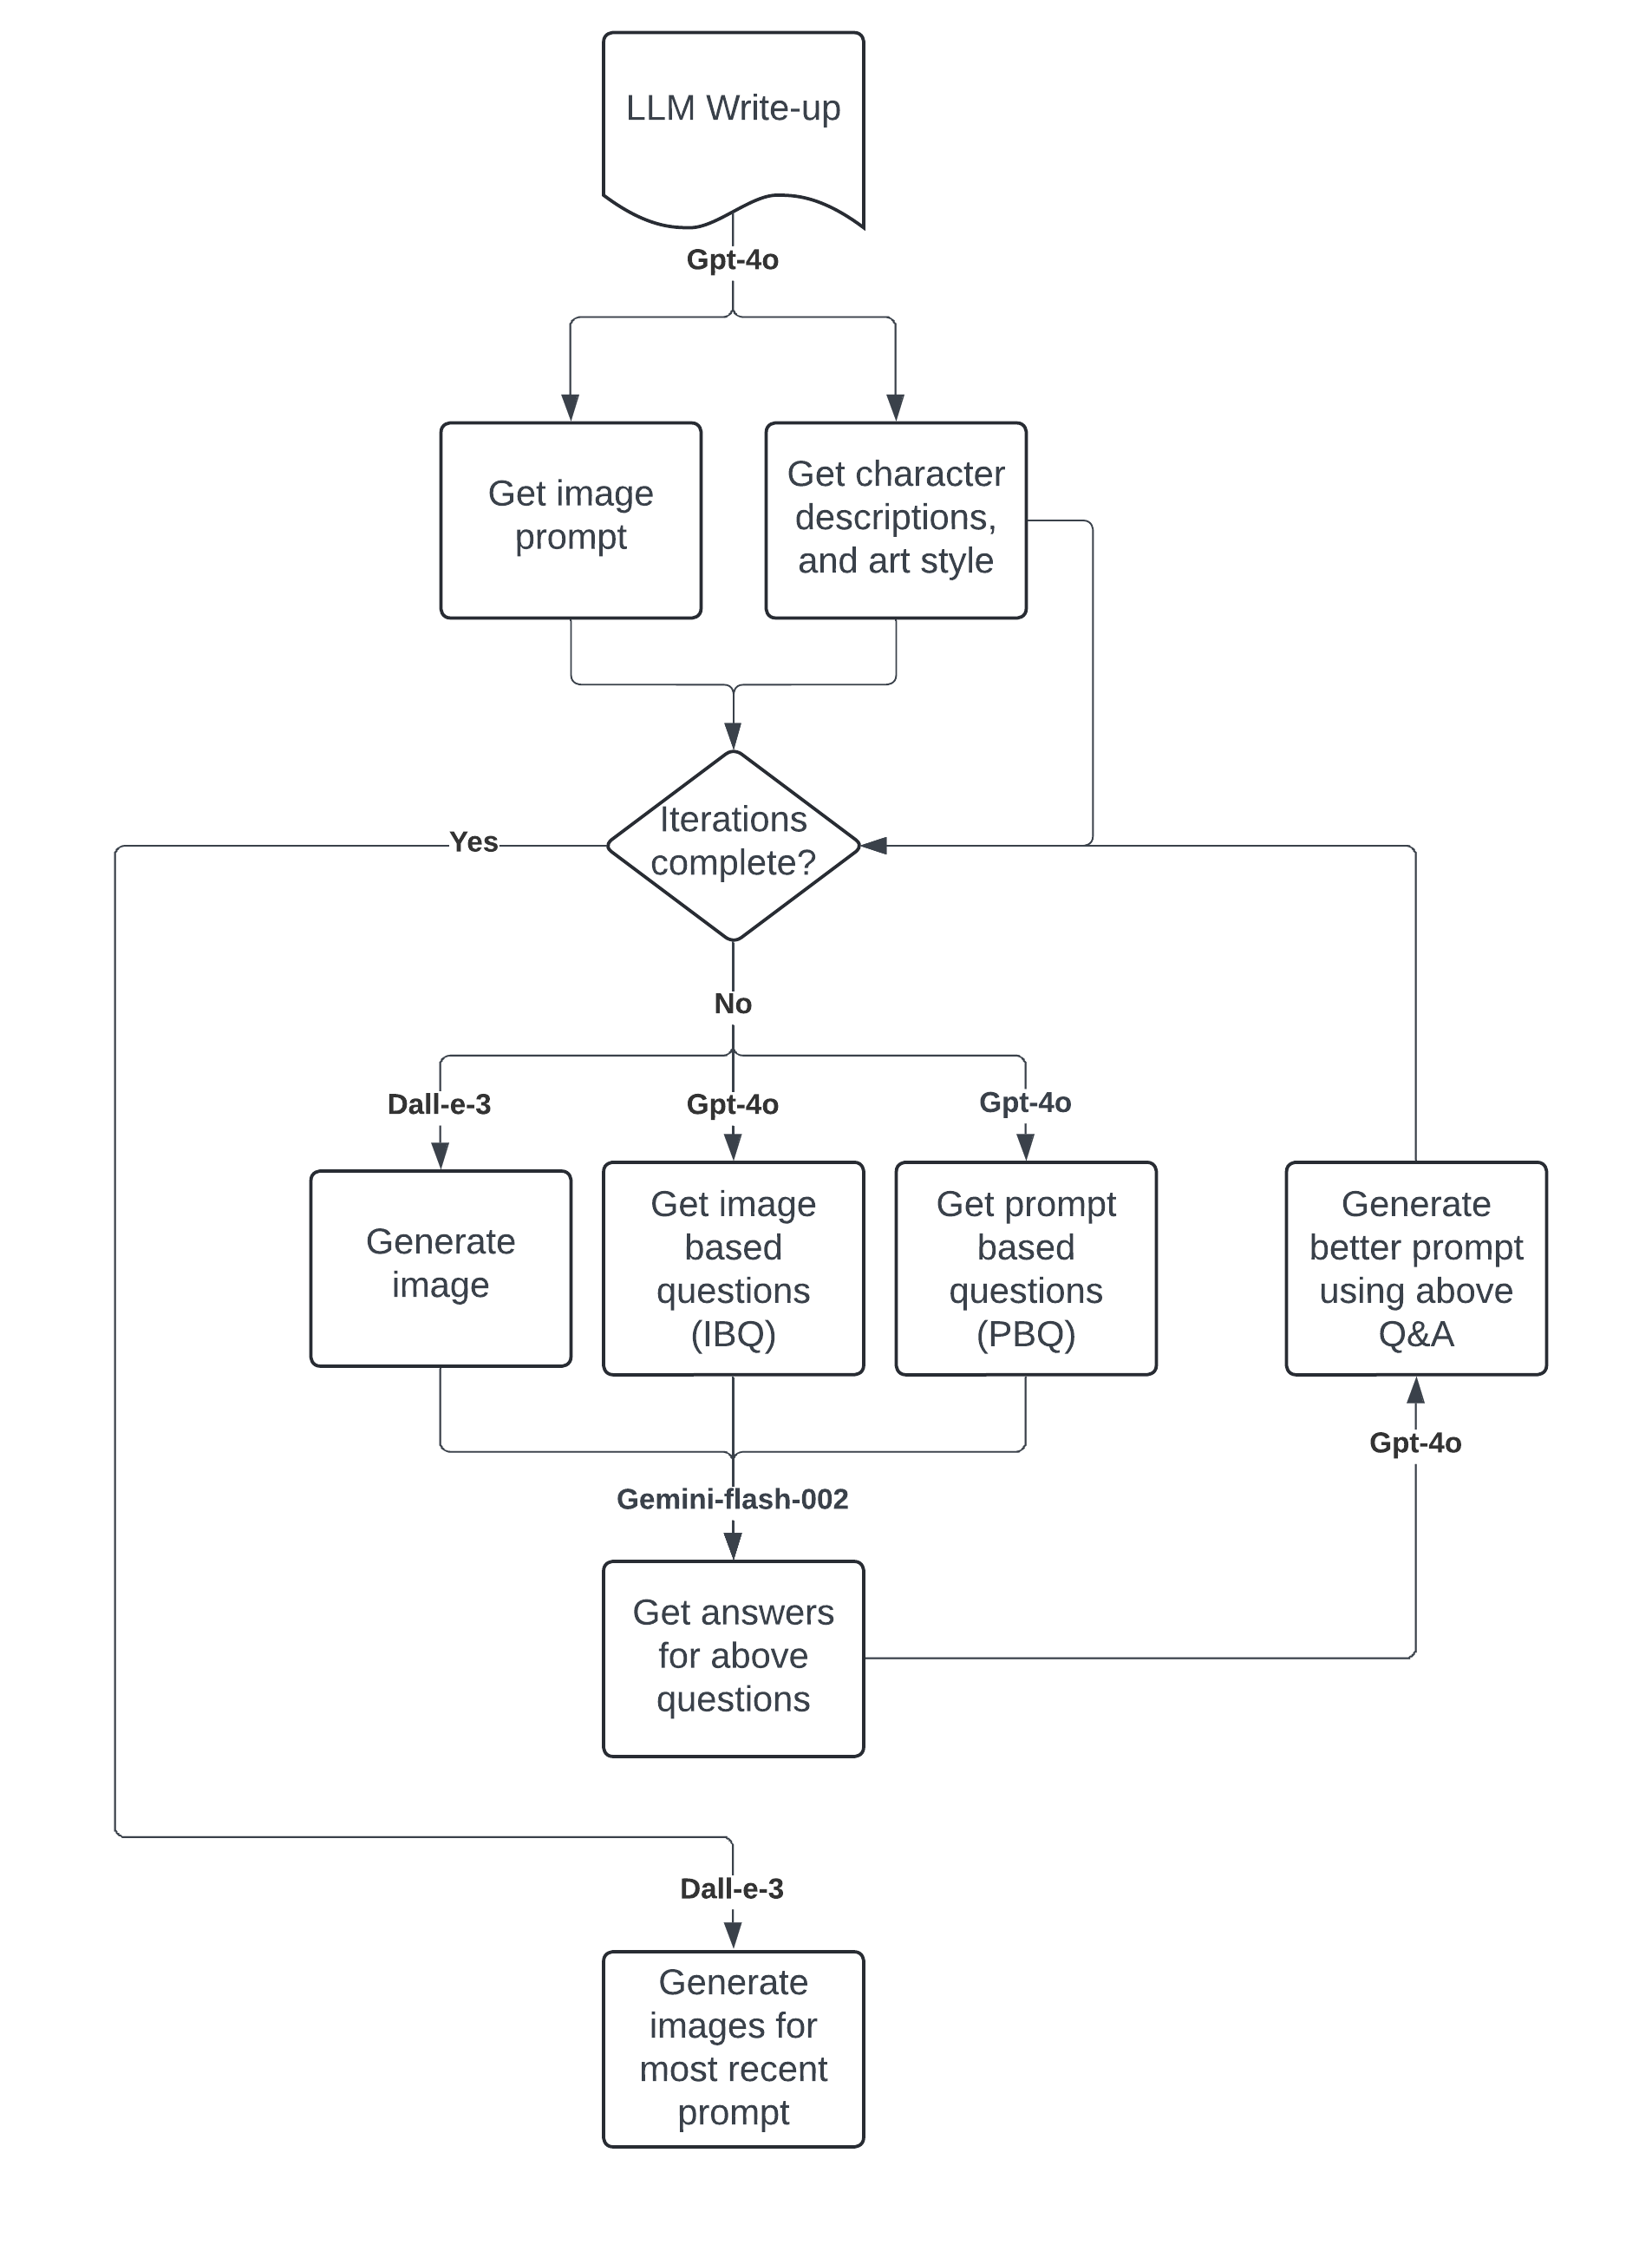 LLM Write-up
Gpt-4o
Get image
prompt
Get character
descriptions,
and art style
Iterations
complete?
Yes
No
Dall-e-3
Gpt-4o
Gpt-4o
Generate
image
Get image
based
questions
(IBQ)
Get prompt
based
questions
(PBQ)
Generate
better prompt
using above
Q&A
Gpt-4o
Gemini-flash-002
Get answers
for above
questions
Dall-e-3
Generate
images for
most recent
prompt